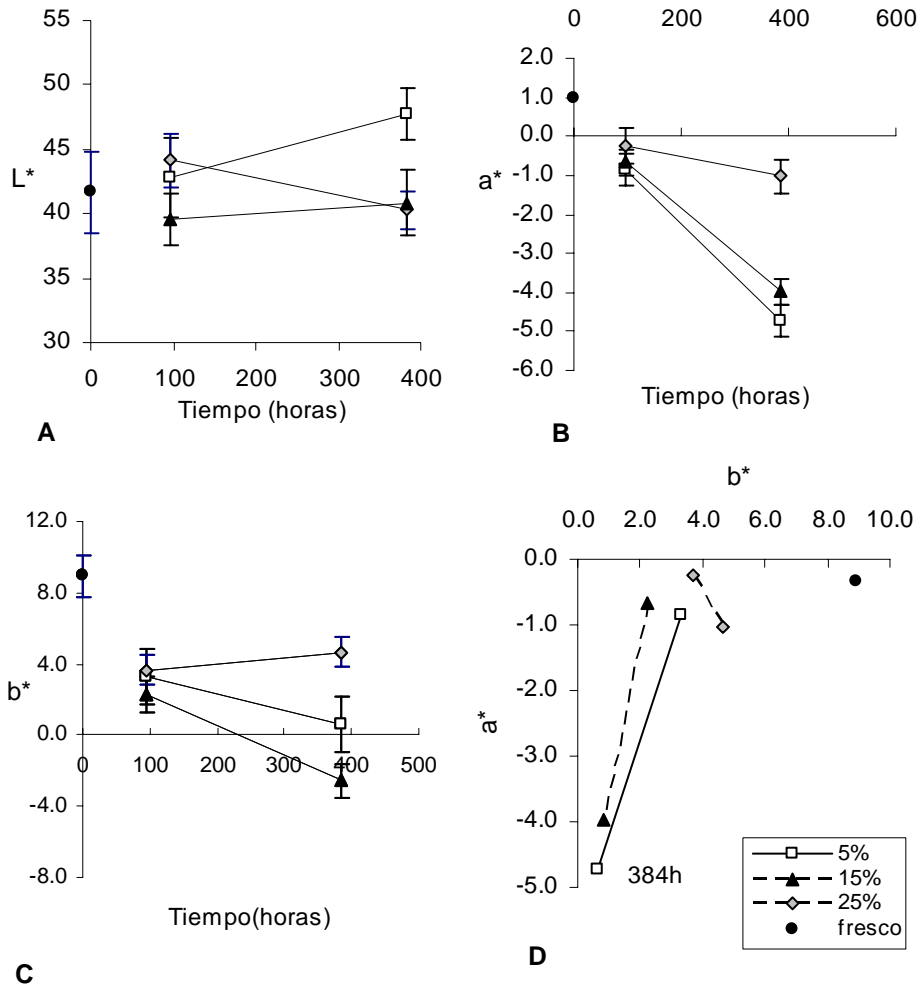 55
50
45
40
35
30
L*
0 100 200 300 400
Tiempo (horas)
A
0 200 400 600
2.0
1.0
0.0
-1.0
-2.0
-3.0
-4.0
-5.0
-6.0
a*
Tiempo (horas)
B
12.0
8.0
4.0
0.0
-4.0
-8.0
b*
0 100 200 300 400 500
Tiempo(horas)
C
b*
0.0 2.0 4.0 6.0 8.0 10.0
0.0
-1.0
-2.0
-3.0
-4.0
-5.0
a*
384h
5%
15%
25%
fresco
D